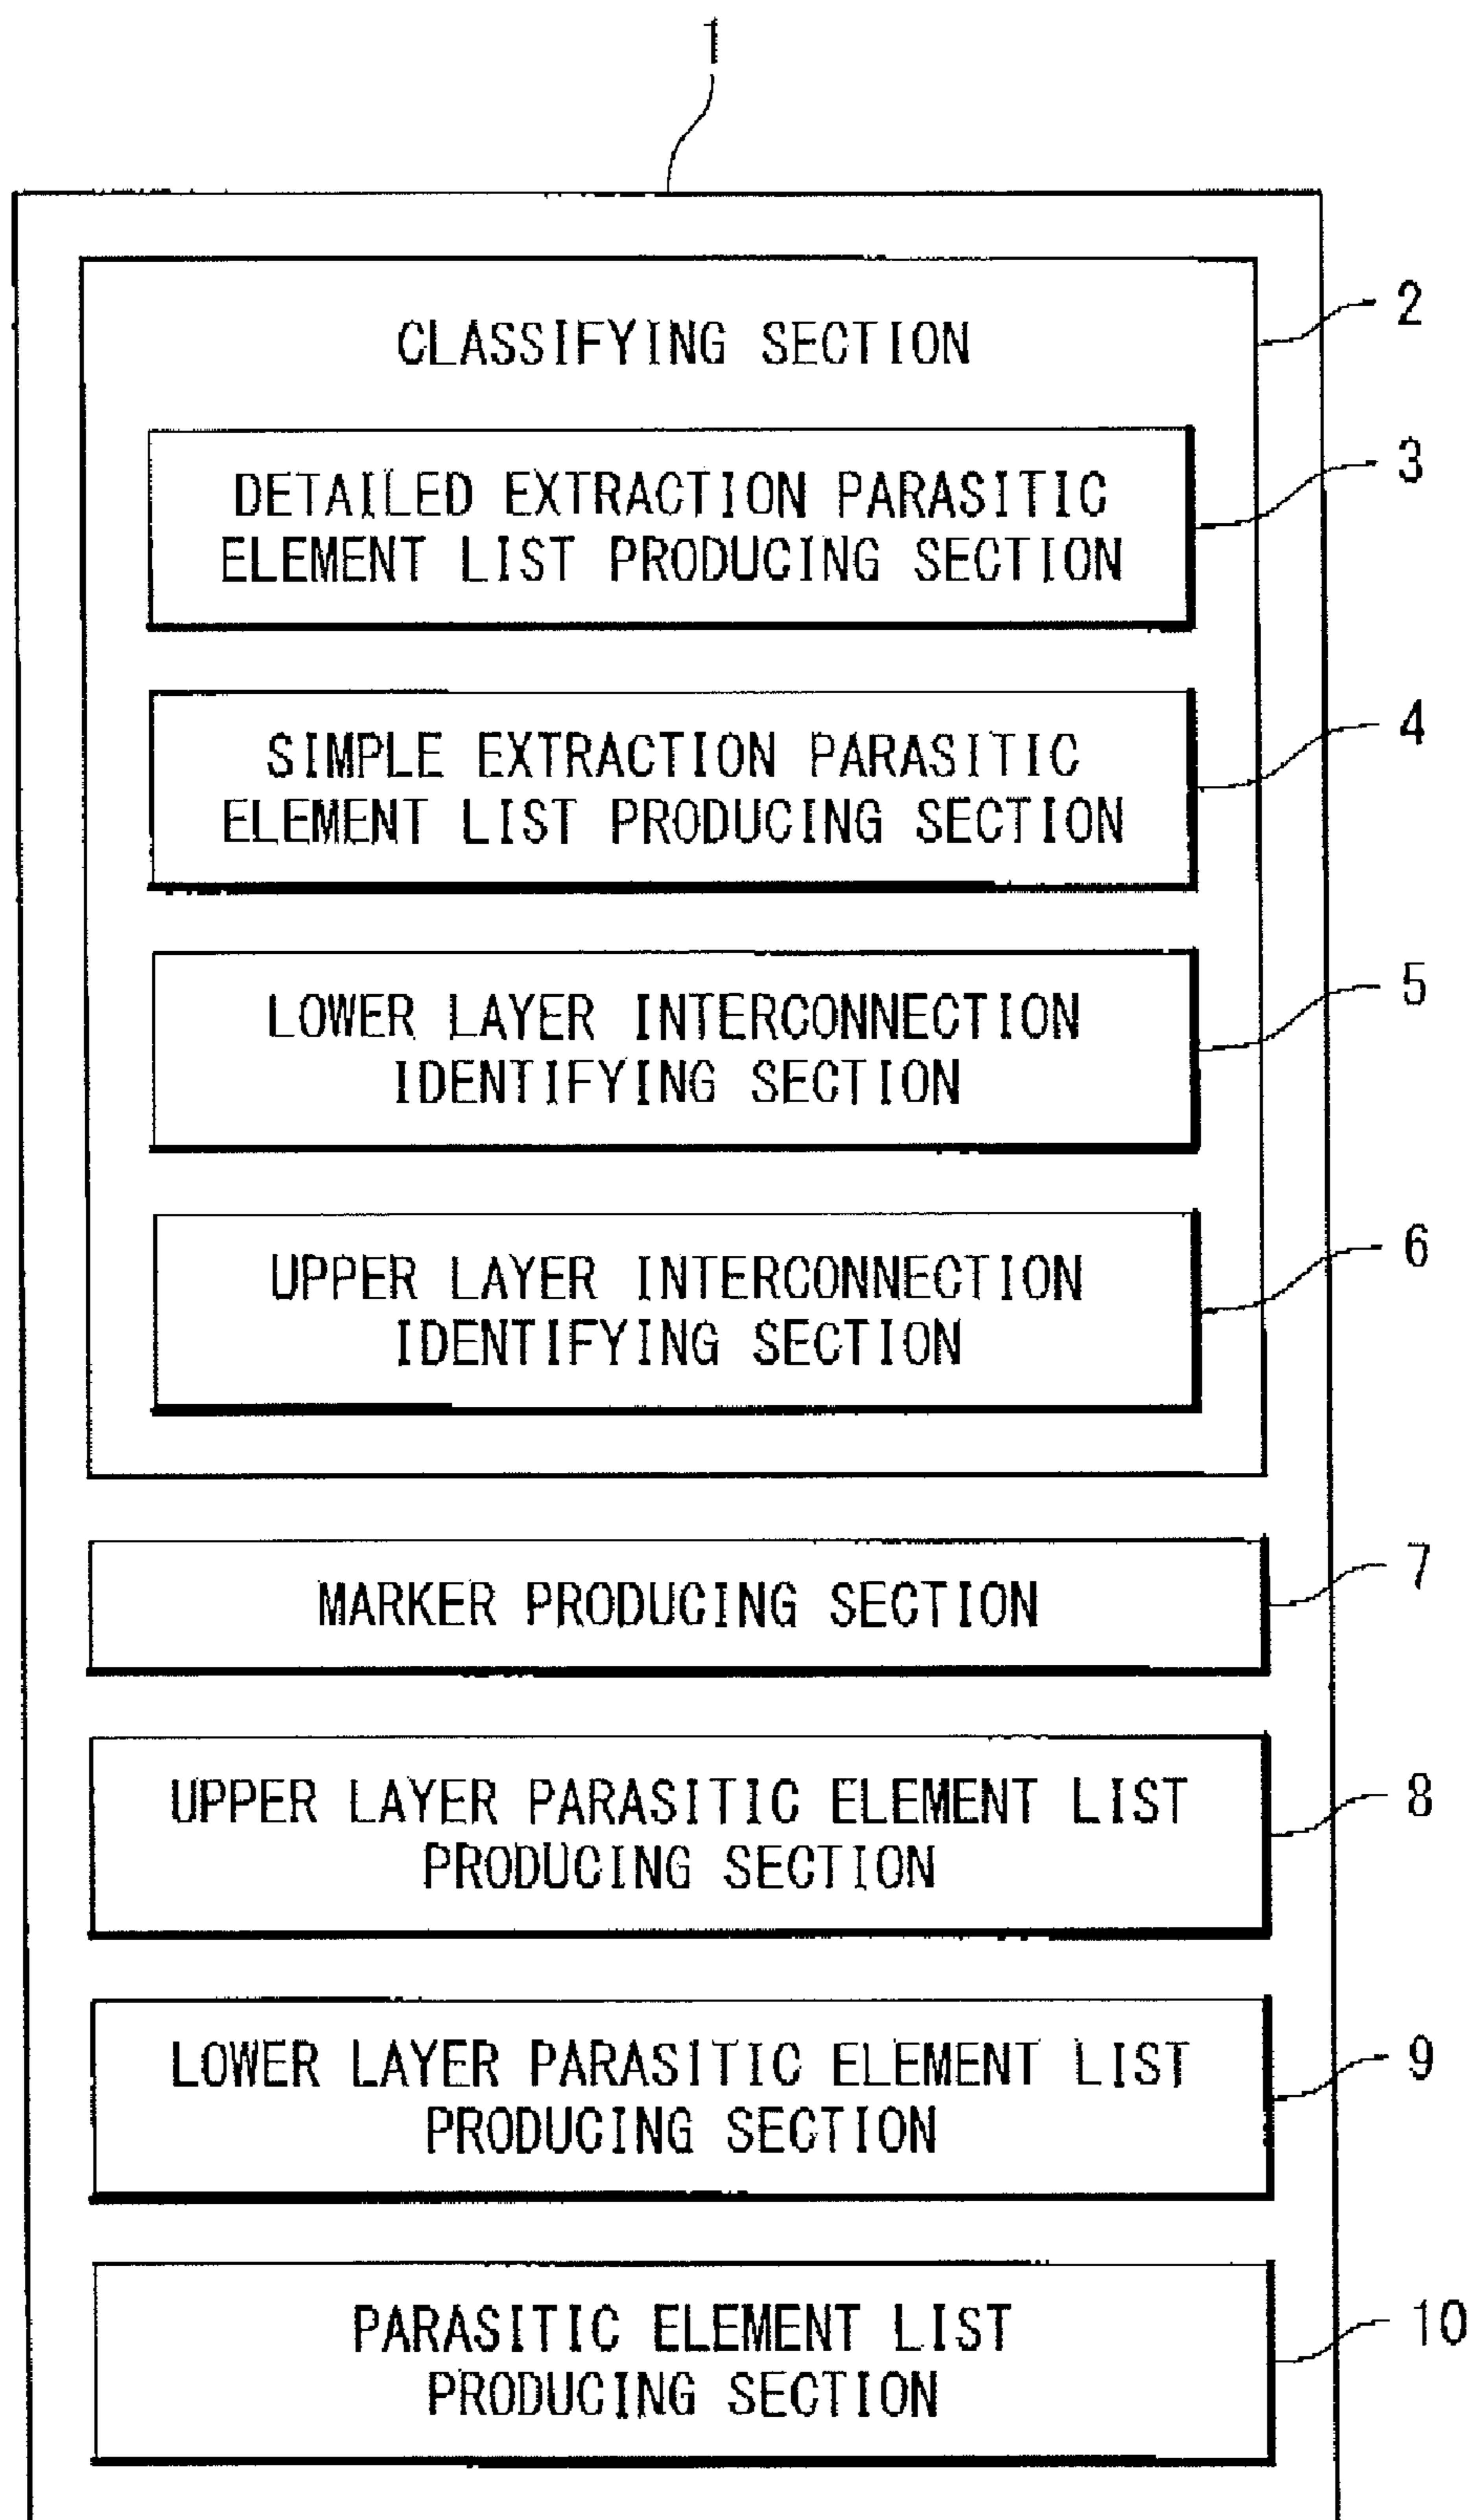 1
CLASSIFYING SECTION
2
DETAILED EXTRACTION PARASITIC
ELEMENT LIST PRODUCING SECTION
3
SIMPLE EXTRACTION PARASITIC
ELEMENT LIST PRODUCING SECTION
4
LOWER LAYER INTERCONNECTION
IDENTIFYING SECTION
5
UPPER LAYER INTERCONNECTION
IDENTIFYING SECTION
6
MARKER PRODUCING SECTION
7
UPPER LAYER PARASITIC ELEMENT LIST
PRODUCING SECTION
8
LOWER LAYER PARASITIC ELEMENT LIST
PRODUCING SECTION
9
PARASITIC ELEMENT LIST
PRODUCING SECTION
10